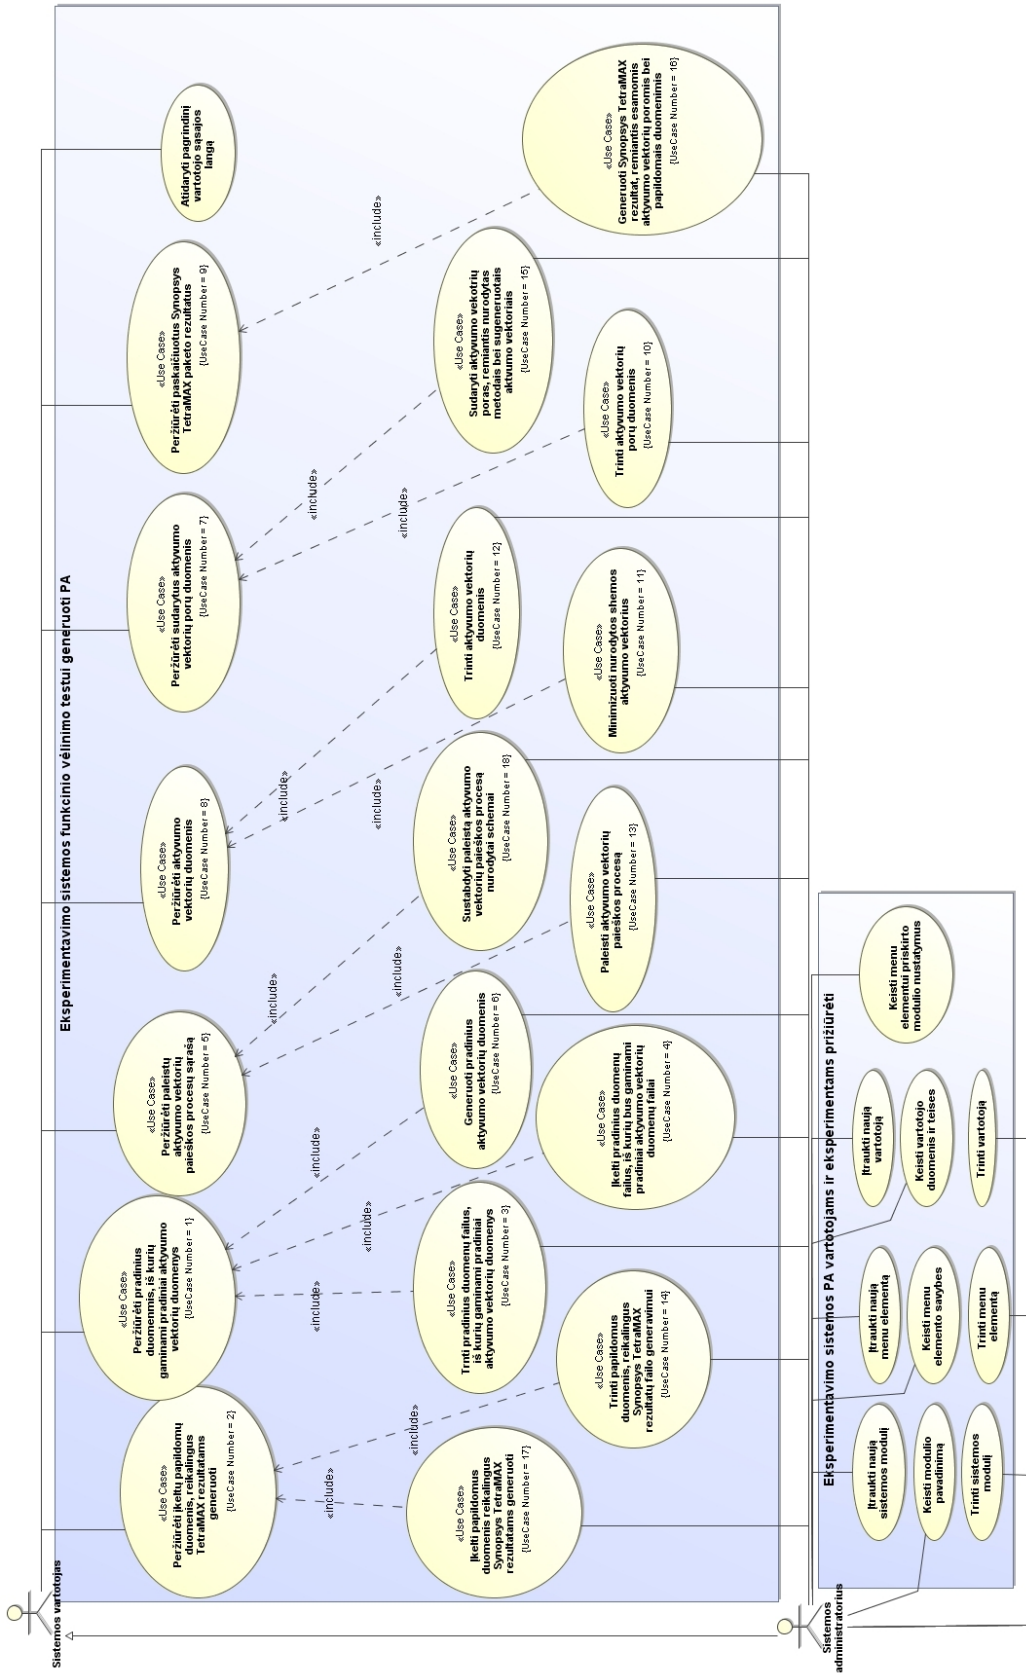 Sistemos vartotojas
Eksperimentavimo sistemos funkcinio vėlinimo testui generuoti PA
«Use Case»
Peržiūrėti įkeltų papildomų
duomenis, reikalingus
TetraMAX rezultatams
generuoti
{UseCase Number = 2}
«Use Case»
Peržiūrėti pradinius
duomenmis, iš kurių
gaminami pradiniai aktyvumo
vektorių duomenys
{UseCase Number = 1}
«Use Case»
Peržiūrėti paleistų
aktyvumo vektorių
paieškos procesų sąrašą
{UseCase Number = 5}
«Use Case»
Peržiūrėti aktyvumo
vektorių duomenis
{UseCase Number = 8}
«Use Case»
Peržūrėti sudarytus aktyvumo
vektorių porų duomenis
{UseCase Number = 7}
«Use Case»
Peržiūrėti paskaičiuotus Synopsys
TetraMAX paketo rezultatus
{UseCase Number = 9}
Atidaryti pagrindinį
vartotojo sąsajos
langą
«include»
«include»
«include»
«include»
«include»
«include»
«include»
«include»
«include»
«include»
«include»
«include»
«Use Case»
Įkelti papildomus
duomenis reikalingus
Synopsys TetraMAX
rezultatams generuoti
{UseCase Number = 17}
«Use Case»
Trnti pradinius duomenų failus,
iš kurių gaminami pradiniai
aktyvumo vektorių duomenys
{UseCase Number = 3}
«Use Case»
Generuoti pradinius
aktyvumo vektorių duomenis
{UseCase Number = 6}
«Use Case»
Sustabdyti paleistą aktyvumo
vektorių paieškos procesą
nurodytai schemai
{UseCase Number = 18}
«Use Case»
Trinti aktyvumo vektorių
duomenis
{UseCase Number = 12}
«Use Case»
Sudaryti aktyvumo vekotrių
poras, remiantis nurodytas
metodais bei sugeneruotais
aktvumo vektoriais
{UseCase Number = 15}
«Use Case»
Generuoti Synopsys TetraMAX
rezultat, remiantis esamomis
aktyvumo vektorių poromis bei
papildomais duomenimis
{UseCase Number = 16}
«Use Case»
Trinti papildomus
duomenis, reikalingus
Synopsys TetraMAX
rezultatų failo generavimui
{UseCase Number = 14}
«Use Case»
Įkelti pradinius duomenų
failus, iš kurių bus gaminami
pradiniai aktyvumo vektorių
duomenų failai
{UseCase Number = 4}
«Use Case»
Paleisti aktyvumo vektorių
paieškos procesą
{UseCase Number = 13}
«Use Case»
Minimizuoti nurodytos shemos
aktyvumo vektorius
{UseCase Number = 11}
«Use Case»
Trinti aktyvumo vektorių
porų duomenis
{UseCase Number = 10}
Sistemos
administratorius
Eksperimentavimo sistemos PA vartotojams ir eksperimentams prižiūrėti
Įtraukti naują
sistemos modulį
Įtraukti naują
menu elementą
Įtraukti naują
vartotoją
Keisti menu
elementui priskirto
modulio nustatymus
Keisti modulio
pavadinimą
Keisti menu
elemento savybes
Keisti vartotojo
duomenis ir teises
Trinti sistemos
modulį
Trinti menu
elementą
Trinti vartotoją